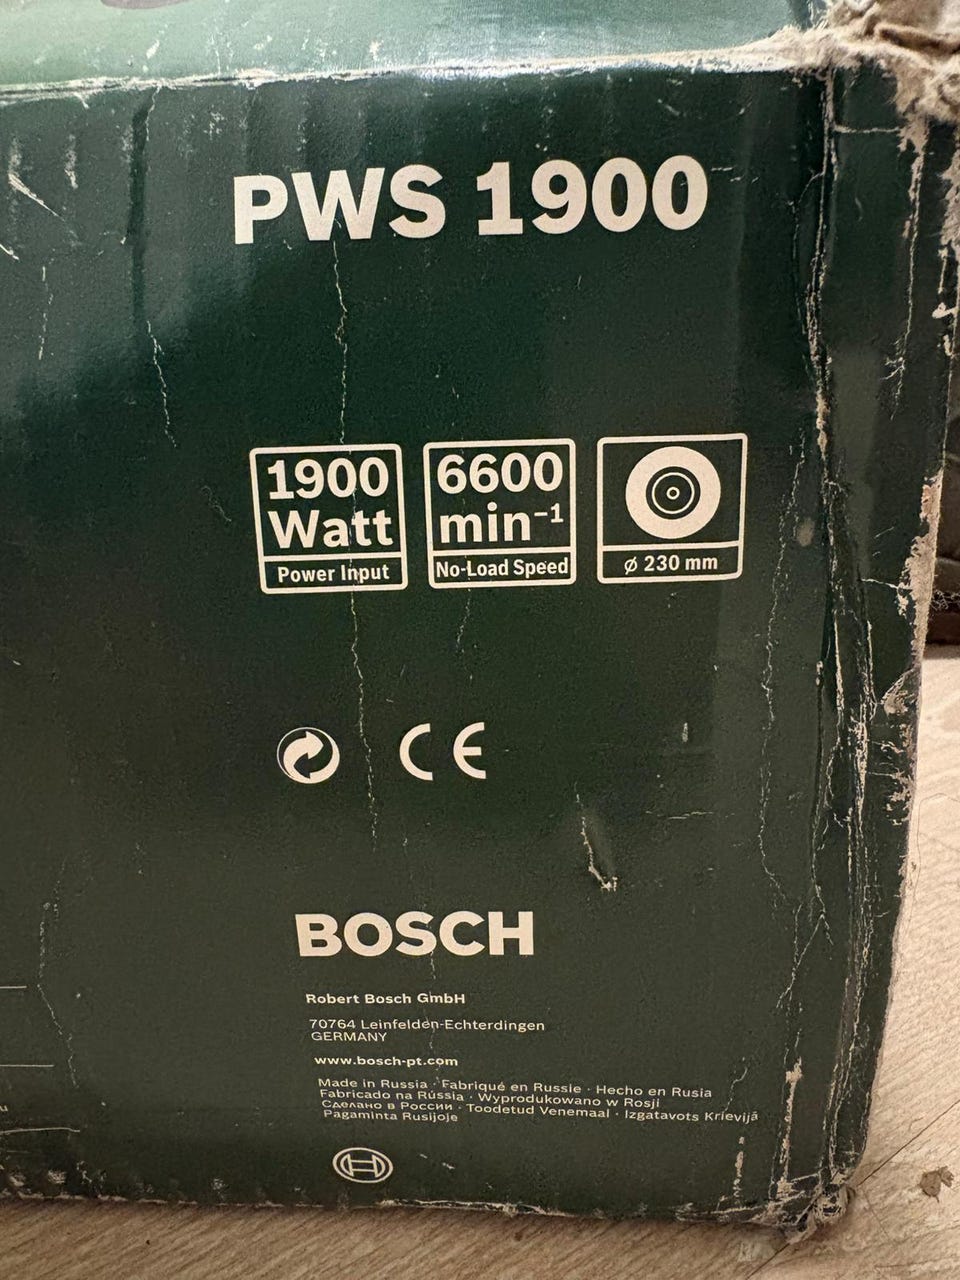 PWS 1900
1900
Watt
Power Input
6600
min⁻¹
No-Load Speed
Ø 230 mm
CE
BOSCH
Robert Bosch GmbH
70764 Leinfelden-Echterdingen
GERMANY
www.bosch-pt.com
Made in Russia · Fabriqué en Russie · Hecho en Rusia
Fabricado na Rússia · Wyprodukowano w Rosji
Сделано в России · Toodetud Venemaal · Izgatavots Krievijā
Pagaminta Rusijoje